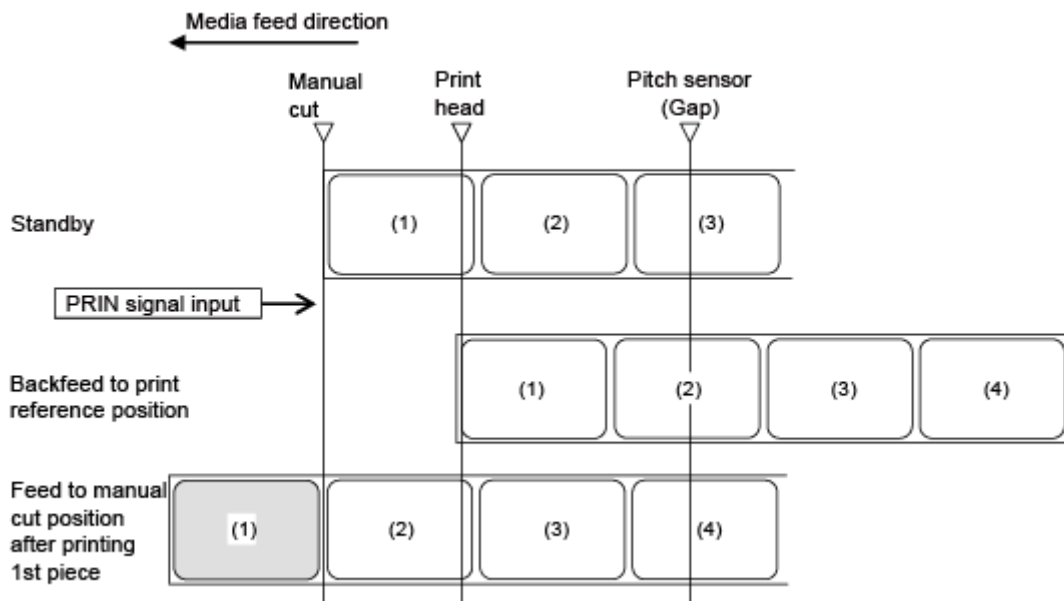 Media feed direction
Manual
cut
Print
head
Pitch sensor
(Gap)
Standby
(1)
(2)
(3)
PRIN signal input
Backfeed to print
reference position
(1)
(2)
(3)
(4)
Feed to manual
cut position
after printing
1st piece
(1)
(2)
(3)
(4)